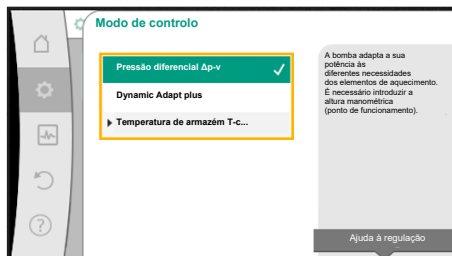 Modo de controlo
Pressão diferencial Δp-v
Dynamic Adapt plus
Temperatura de armazém T-c...
A bomba adapta a sua
potência às
diferentes necessidades
dos elementos de aquecimento.
É necessário introduzir a
altura manométrica
(ponto de funcionamento).
Ajuda à regulação